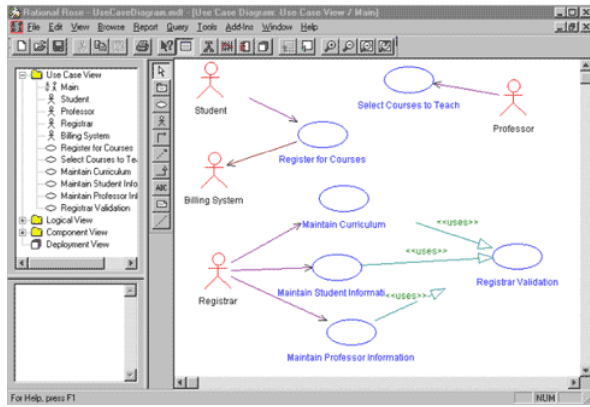 Rational Rose - UseCaseDiagram.mdl - [Use Case Diagram: Use Case View / Main]
File Edit View Browse Report Query Tools Add-Ins Window Help
Use Case View
Main
Student
Professor
Registrar
Billing System
Register for Courses
Select Courses to Te
Maintain Curriculum
Maintain Student Info
Maintain Professor Inf
Registrar Validation
Logical View
Component View
Deployment View
ABC
Student
Select Courses to Teach
Professor
Register for Courses
Billing System
Maintain Curriculum
<<uses>>
<<uses>>
Registrar Validation
Registrar
Maintain Student Informati
<<uses>>
Maintain Professor Information
For Help, press F1
NUM